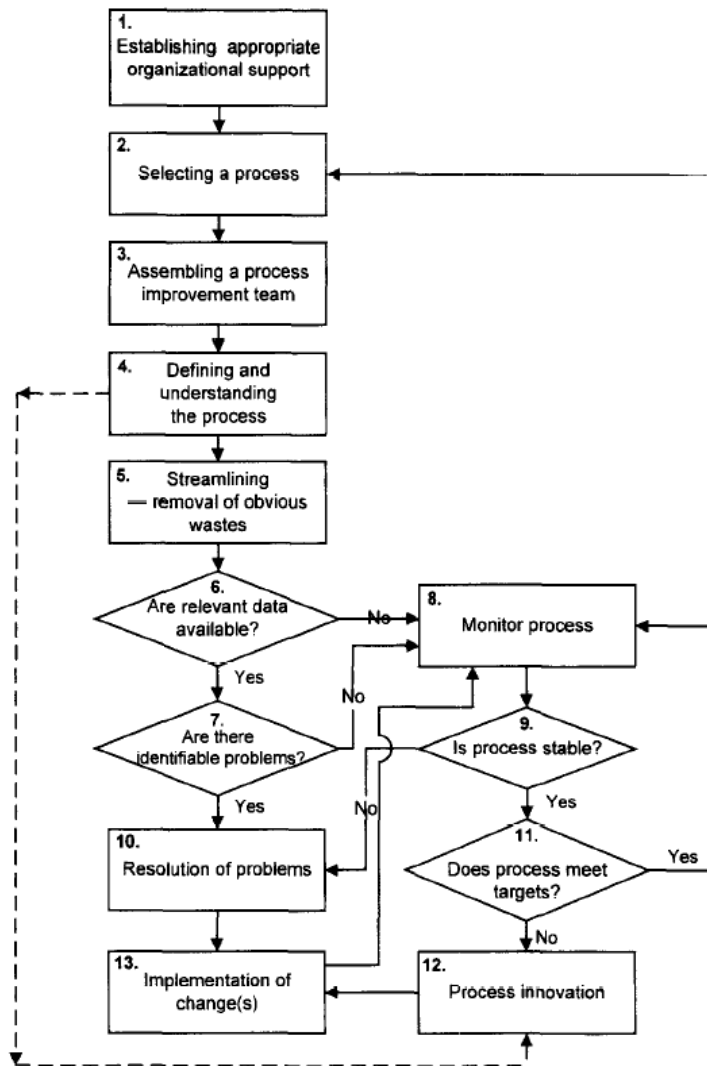 1.
Establishing appropriate
organizational support
2.
Selecting a process
3.
Assembling a process
improvement team
4.
Defining and
understanding
the process
5.
Streamlining
— removal of obvious
wastes
6.
Are relevant data
available?
No
Yes
7.
Are there
identifiable problems?
No
Yes
8.
Monitor process
9.
Is process stable?
No
Yes
10.
Resolution of problems
11.
Does process meet
targets?
Yes
No
13.
Implementation of
change(s)
12.
Process innovation